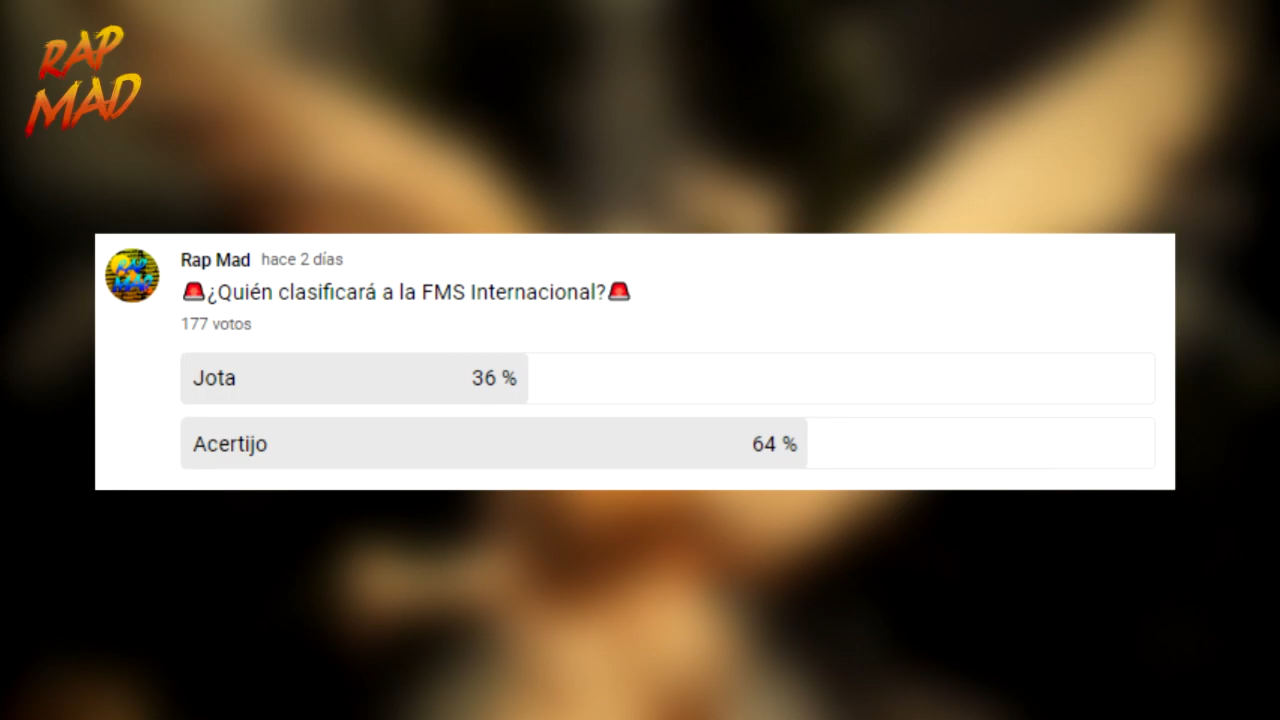 RAP
MAD
Rap Mad hace 2 días
🚨¿Quién clasificará a la FMS Internacional?🚨
177 votos
Jota 36 %
Acertijo 64 %